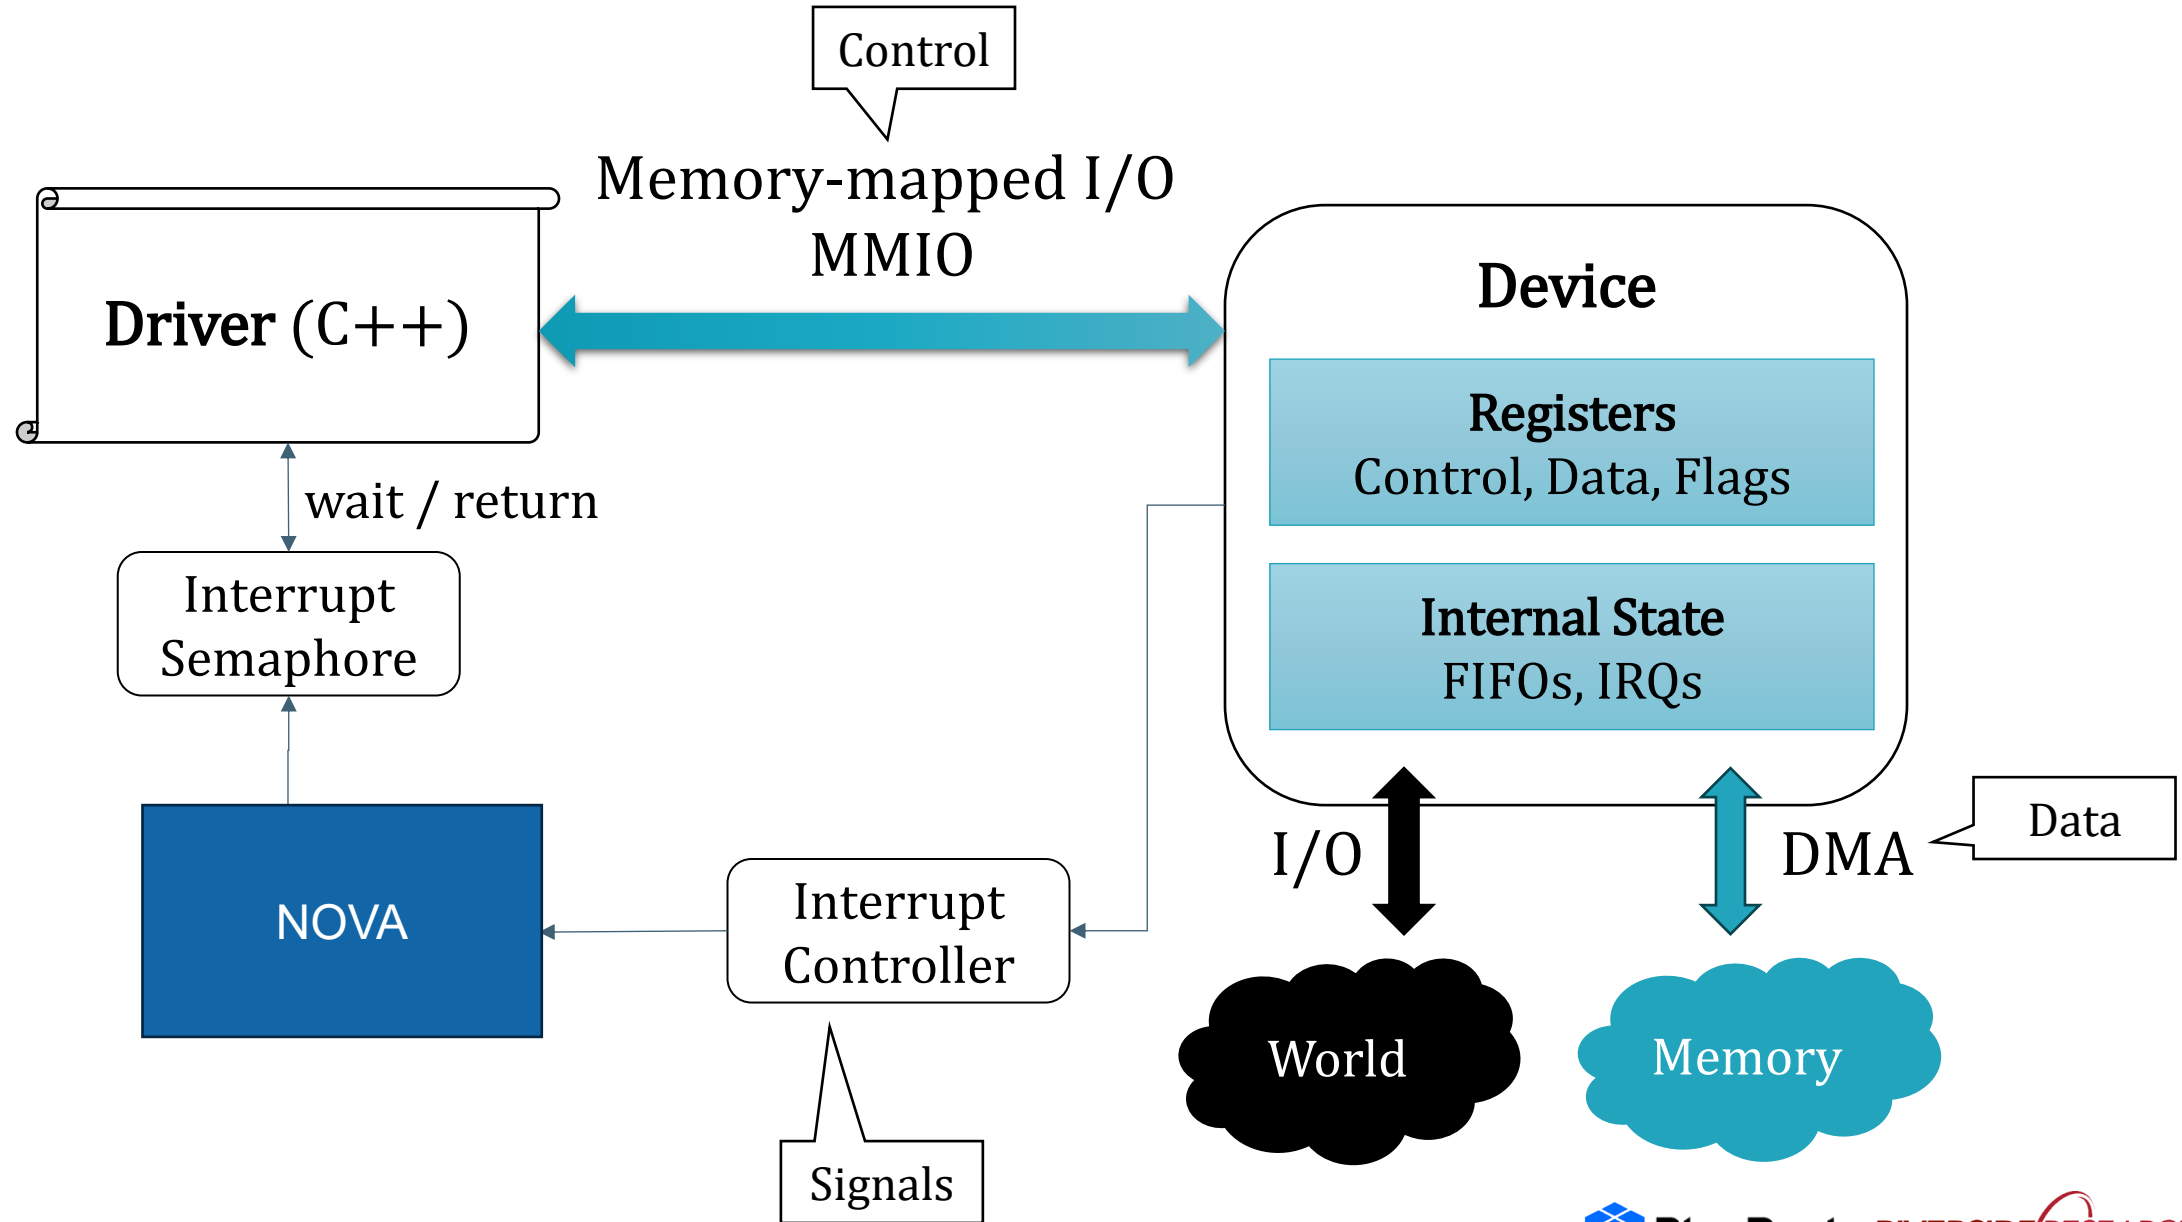 Control
Memory-mapped I/O
MMIO
Driver (C++)
Device
Registers
Control, Data, Flags
wait / return
Interrupt
Semaphore
Internal State
FIFOs, IRQs
I/O
DMA
Data
NOVA
Interrupt
Controller
World
Memory
Signals